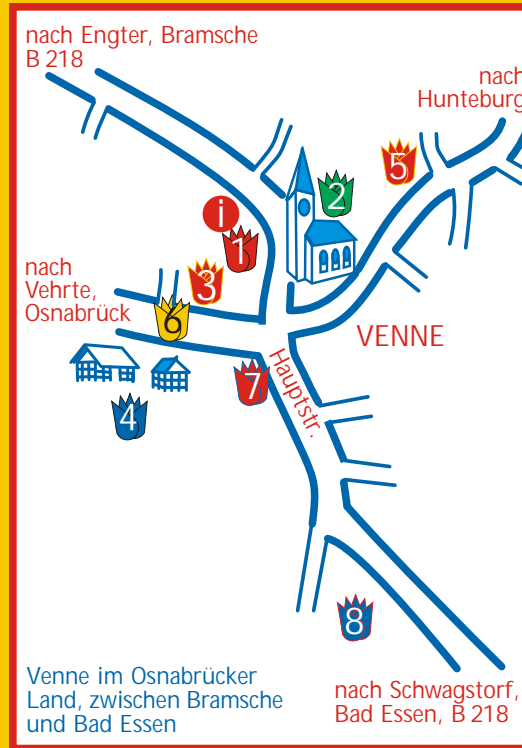 nach Engter, Bramsche
B 218
nach
Hunteburg
5
2
i
1
nach
Vehrte,
Osnabrück
3
6
VENNE
Hauptstr.
7
4
8
Venne im Osnabrücker
Land, zwischen Bramsche
und Bad Essen
nach Schwagstorf,
Bad Essen, B 218